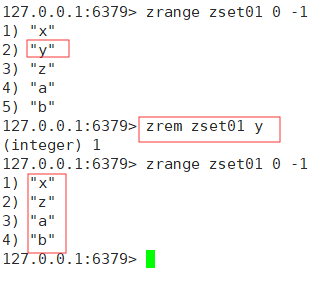 127.0.0.1:6379> zrange zset01 0 -1
1) "x"
2) "y"
3) "z"
4) "a"
5) "b"
127.0.0.1:6379> zrem zset01 y
(integer) 1
127.0.0.1:6379> zrange zset01 0 -1
1) "x"
2) "z"
3) "a"
4) "b"
127.0.0.1:6379>